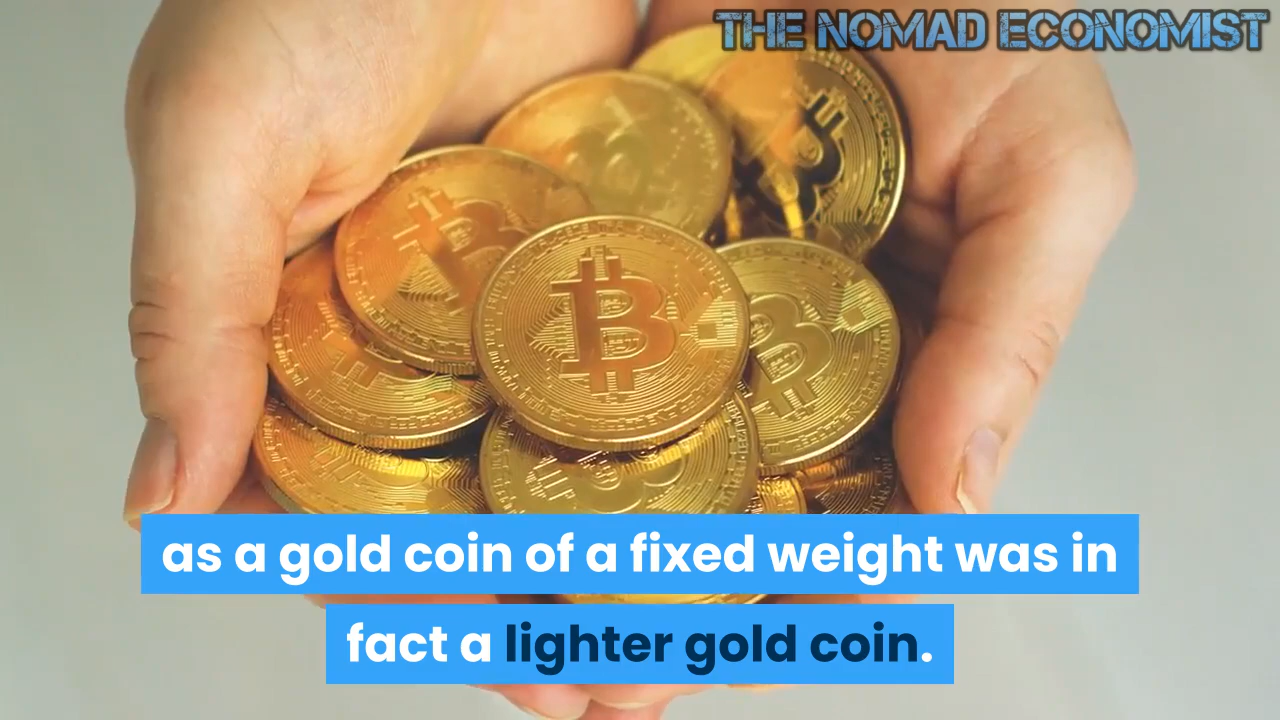 THE NOMAD ECONOMIST
as a gold coin of a fixed weight was in
fact a lighter gold coin.